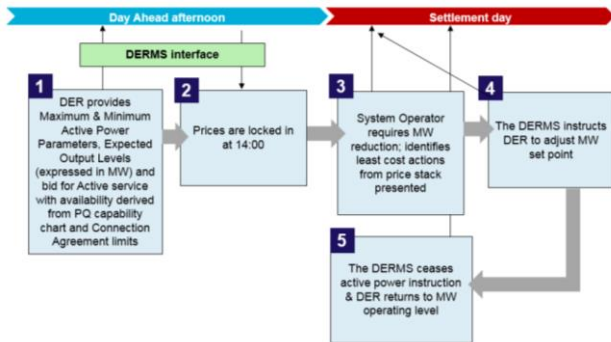 Day Ahead afternoon
Settlement day
DERMS interface
1
DER provides
Maximum & Minimum
Active Power
Parameters, Expected
Output Levels
(expressed in MW) and
bid for Active service
with availability derived
from PQ capability
chart and Connection
Agreement limits
2
Prices are locked in
at 14:00
3
System Operator
requires MW
reduction; identifies
least cost actions
from price stack
presented
4
The DERMS instructs
DER to adjust MW
set point
5
The DERMS ceases
active power instruction
& DER returns to MW
operating level